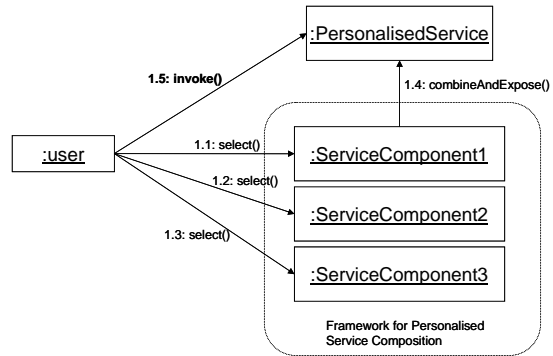 :PersonalisedService
1.5: invoke()
1.4: combineAndExpose()
:user
1.1: select()
:ServiceComponent1
1.2: select()
:ServiceComponent2
1.3: select()
:ServiceComponent3
Framework for Personalised
Service Composition